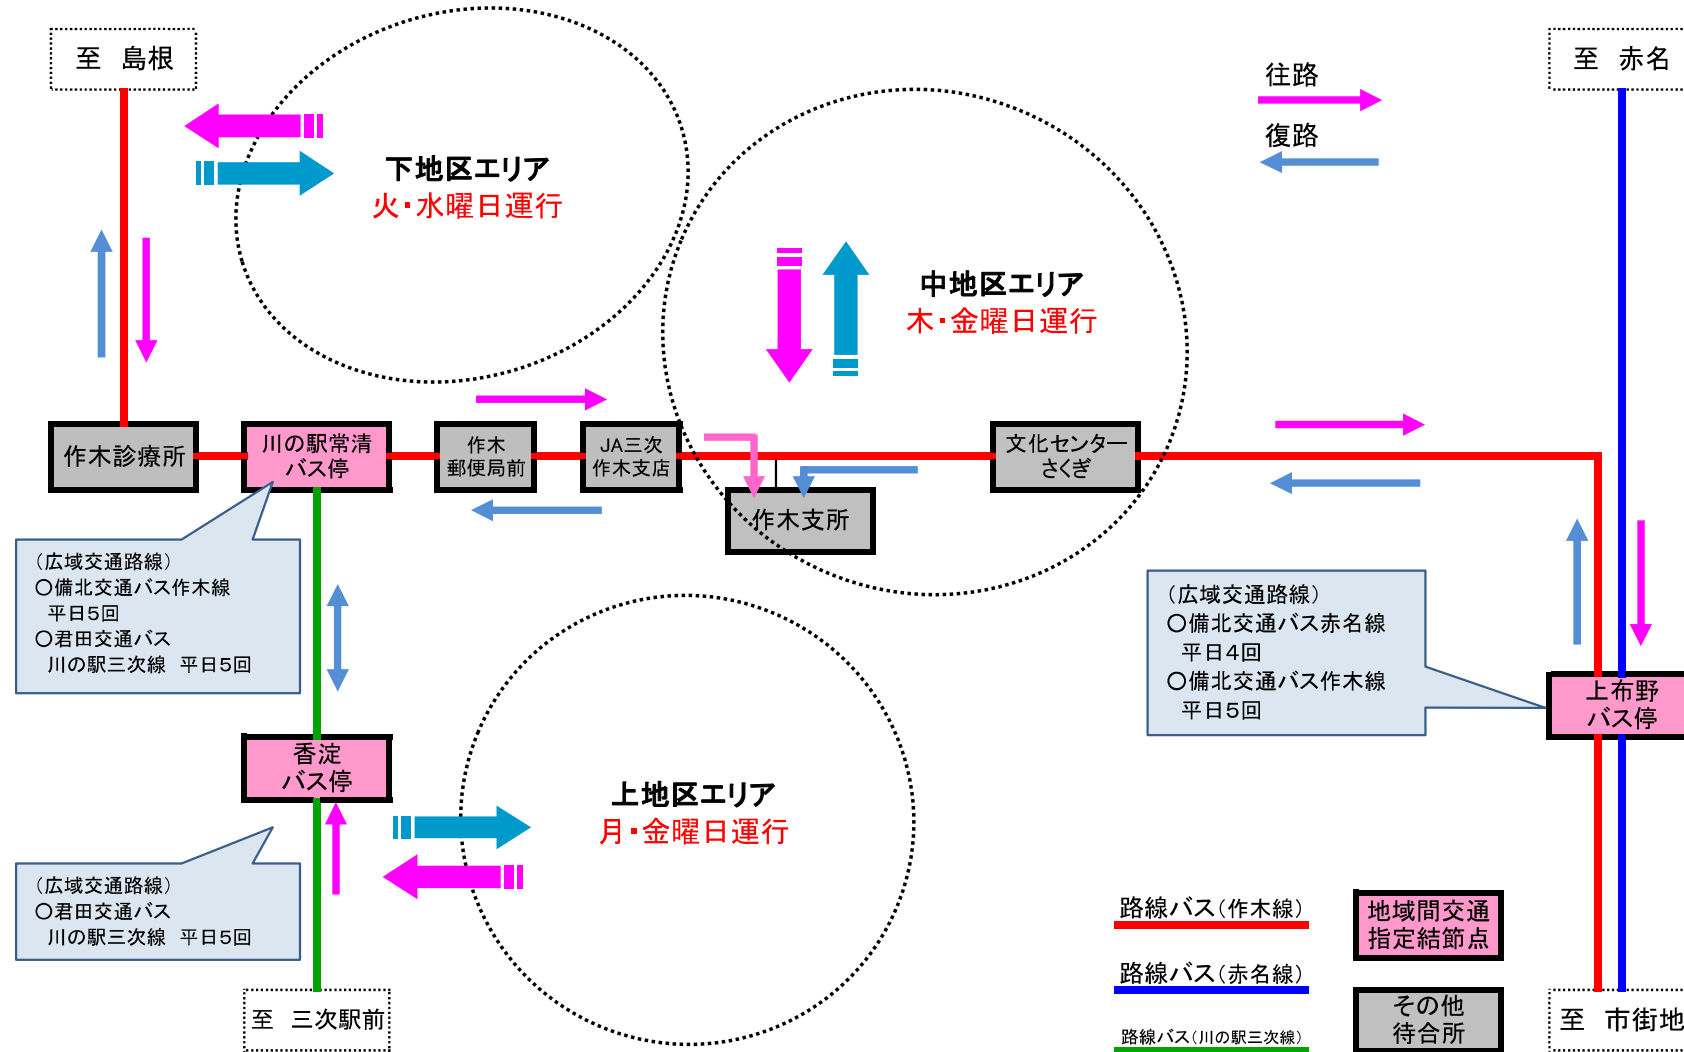 至　島根
至　赤名
往路
復路
下地区エリア
火・水曜日運行
中地区エリア
木・金曜日運行
作木診療所
川の駅常清
バス停
作木
郵便局前
JA三次
作木支店
文化センター
さくぎ
作木支所
（広域交通路線）
〇備北交通バス作木線
平日５回
〇君田交通バス
川の駅三次線　平日５回
（広域交通路線）
〇備北交通バス赤名線
平日４回
〇備北交通バス作木線
平日５回
上布野
バス停
香淀
バス停
上地区エリア
月・金曜日運行
（広域交通路線）
〇君田交通バス
川の駅三次線　平日５回
至　三次駅前
路線バス（作木線）
路線バス（赤名線）
路線バス（川の駅三次線）
地域間交通
指定結節点
その他
待合所
至　市街地